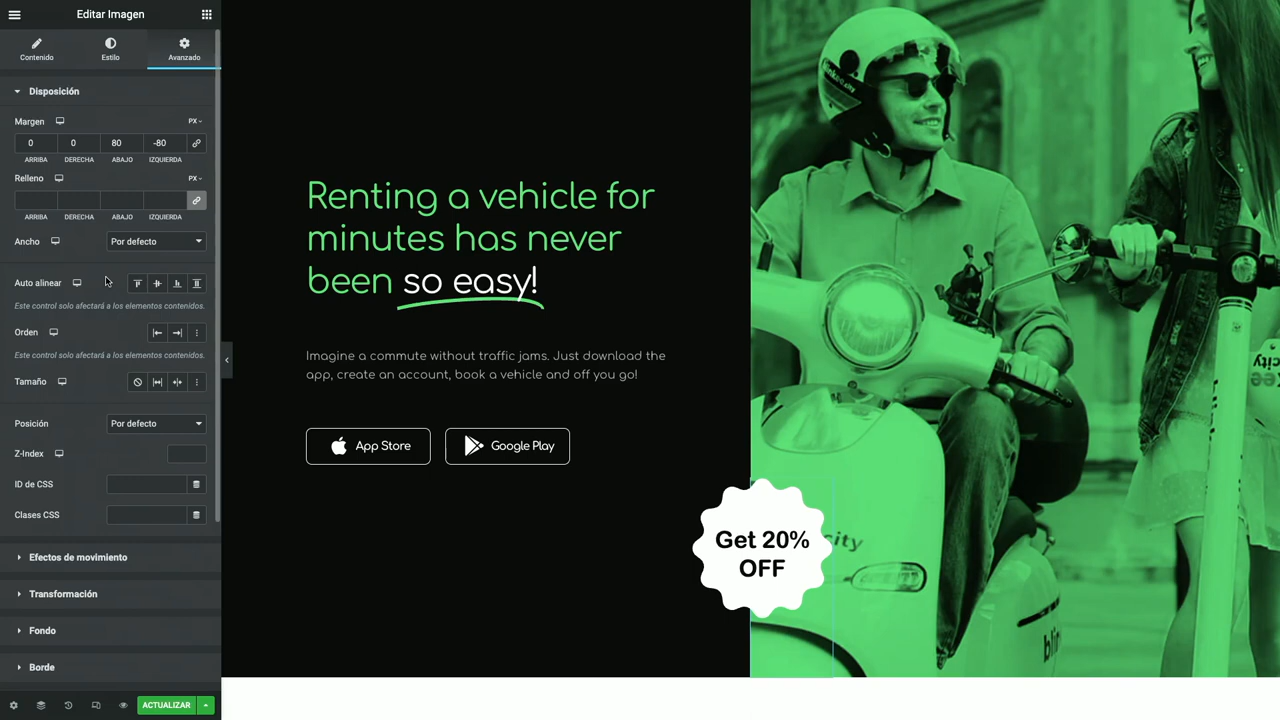 Editar Imagen
Contenido
Estilo
Avanzado
Disposición
Margen
PX
0
0
80
-80
ARRIBA
DERECHA
ABAJO
IZQUIERDA
Relleno
PX
ARRIBA
DERECHA
ABAJO
IZQUIERDA
Ancho
Por defecto
Auto alinear
Este control solo afectará a los elementos contenidos.
Orden
Este control solo afectará a los elementos contenidos.
Tamaño
Posición
Por defecto
Z-Index
ID de CSS
Clases CSS
Efectos de movimiento
Transformación
Fondo
Borde
ACTUALIZAR
Renting a vehicle for
minutes has never
been so easy!
Imagine a commute without traffic jams. Just download the
app, create an account, book a vehicle and off you go!
App Store
Google Play
Get 20%
OFF
city